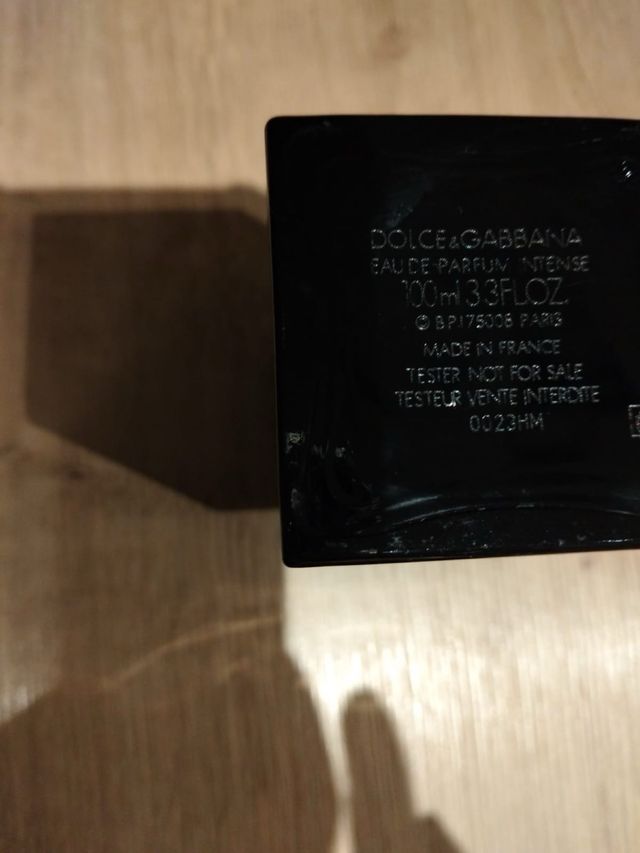 DOLCE&GABBANA
EAU DE PARFUM INTENSE
100ml 3.3FL.OZ.
BP175008 PARIS
MADE IN FRANCE
TESTER NOT FOR SALE
TESTEUR VENTE INTERDITE
0023HM